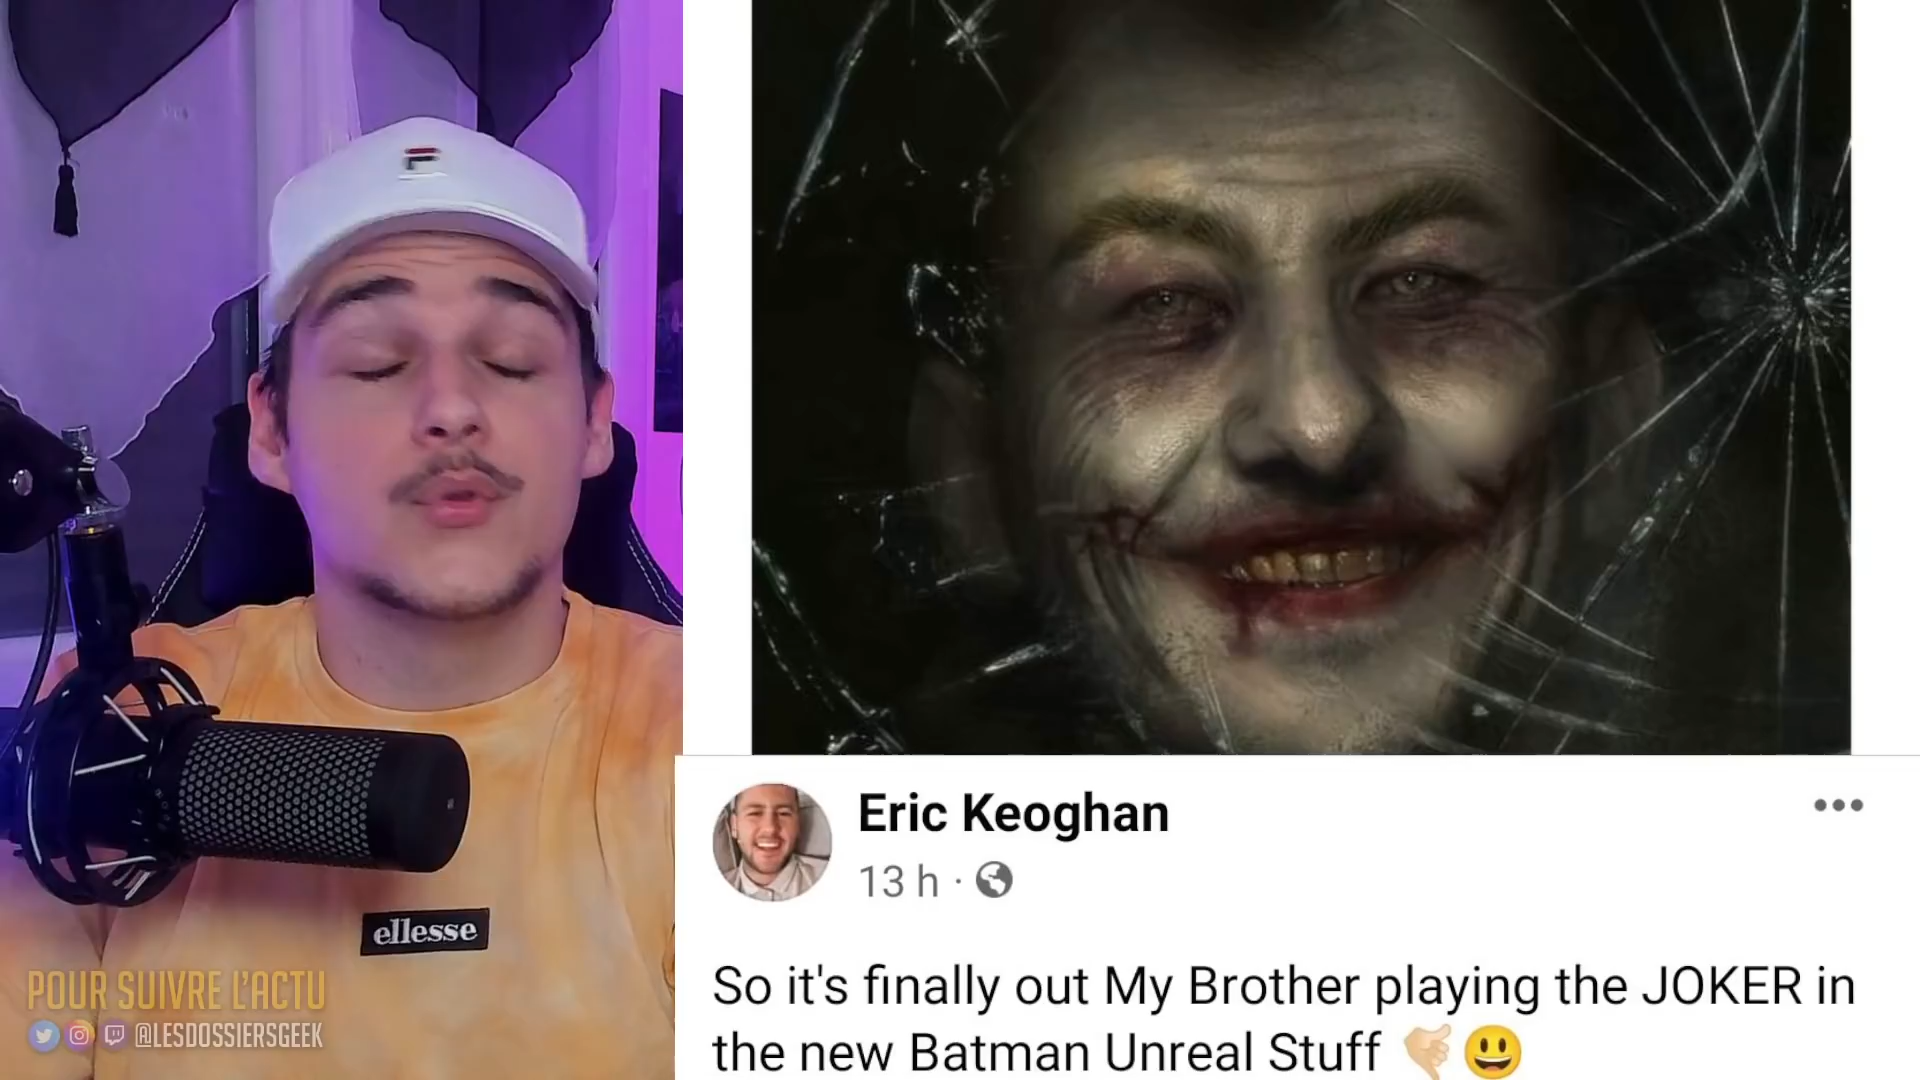 ellesse
POUR SUIVRE L'ACTU
@LESDOSSIERSGEEK
Eric Keoghan
13 h ·
So it's finally out My Brother playing the JOKER in
the new Batman Unreal Stuff 🤙🏻😃